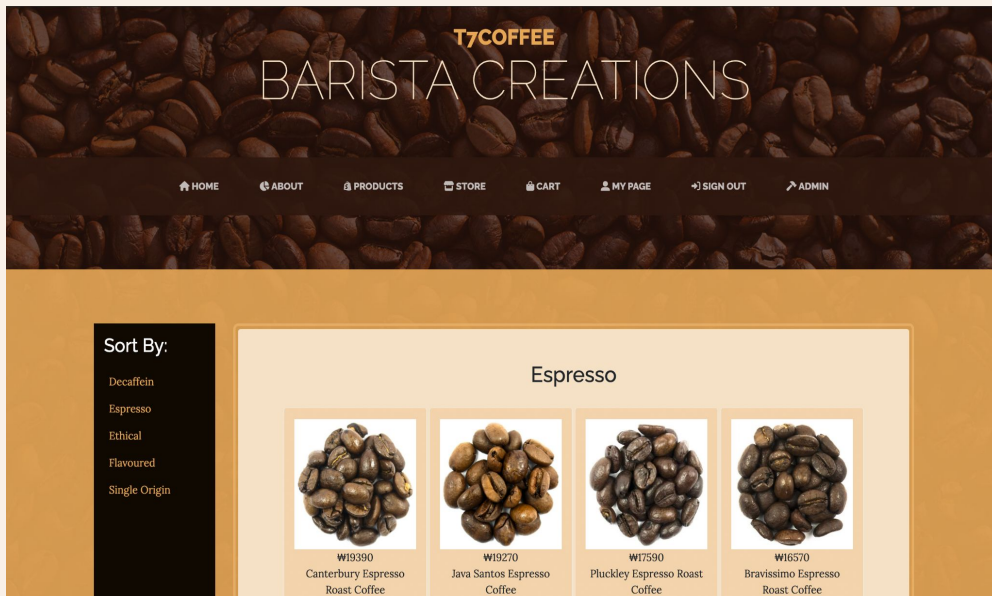 T7COFFEE
BARISTA CREATIONS
HOME ABOUT PRODUCTS STORE CART MY PAGE SIGN OUT ADMIN
Sort By:
Decaffein
Espresso
Ethical
Flavoured
Single Origin
Espresso
₩19390
Canterbury Espresso
Roast Coffee
₩19270
Java Santos Espresso
Coffee
₩17590
Pluckley Espresso Roast
Coffee
₩16570
Bravissimo Espresso
Roast Coffee